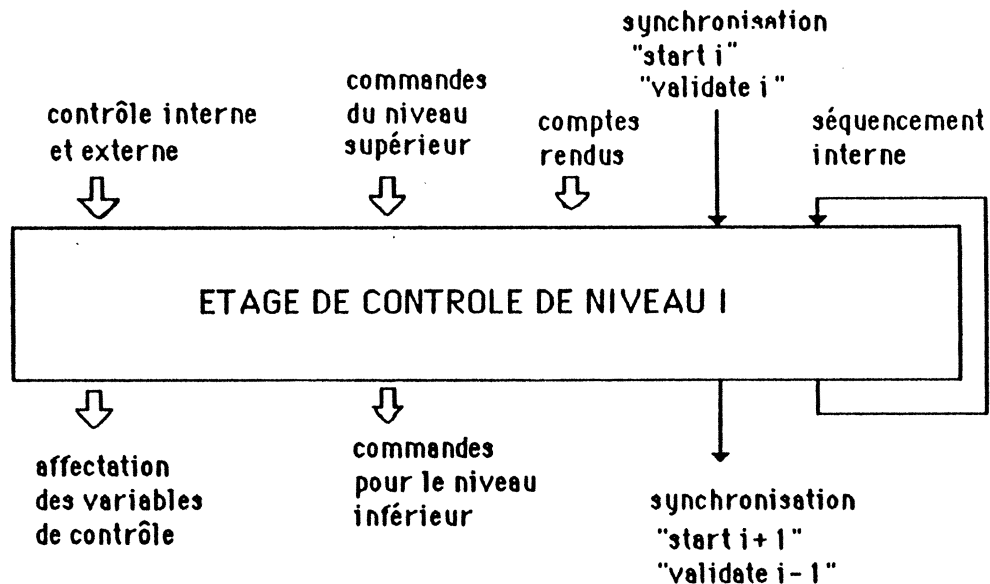 contrôle interne
et externe
commandes
du niveau
supérieur
comptes
rendus
synchronisation
"start i"
"validate i"
séquencement
interne
ETAGE DE CONTROLE DE NIVEAU I
affectation
des variables
de contrôle
commandes
pour le niveau
inférieur
synchronisation
"start i+1"
"validate i-1"